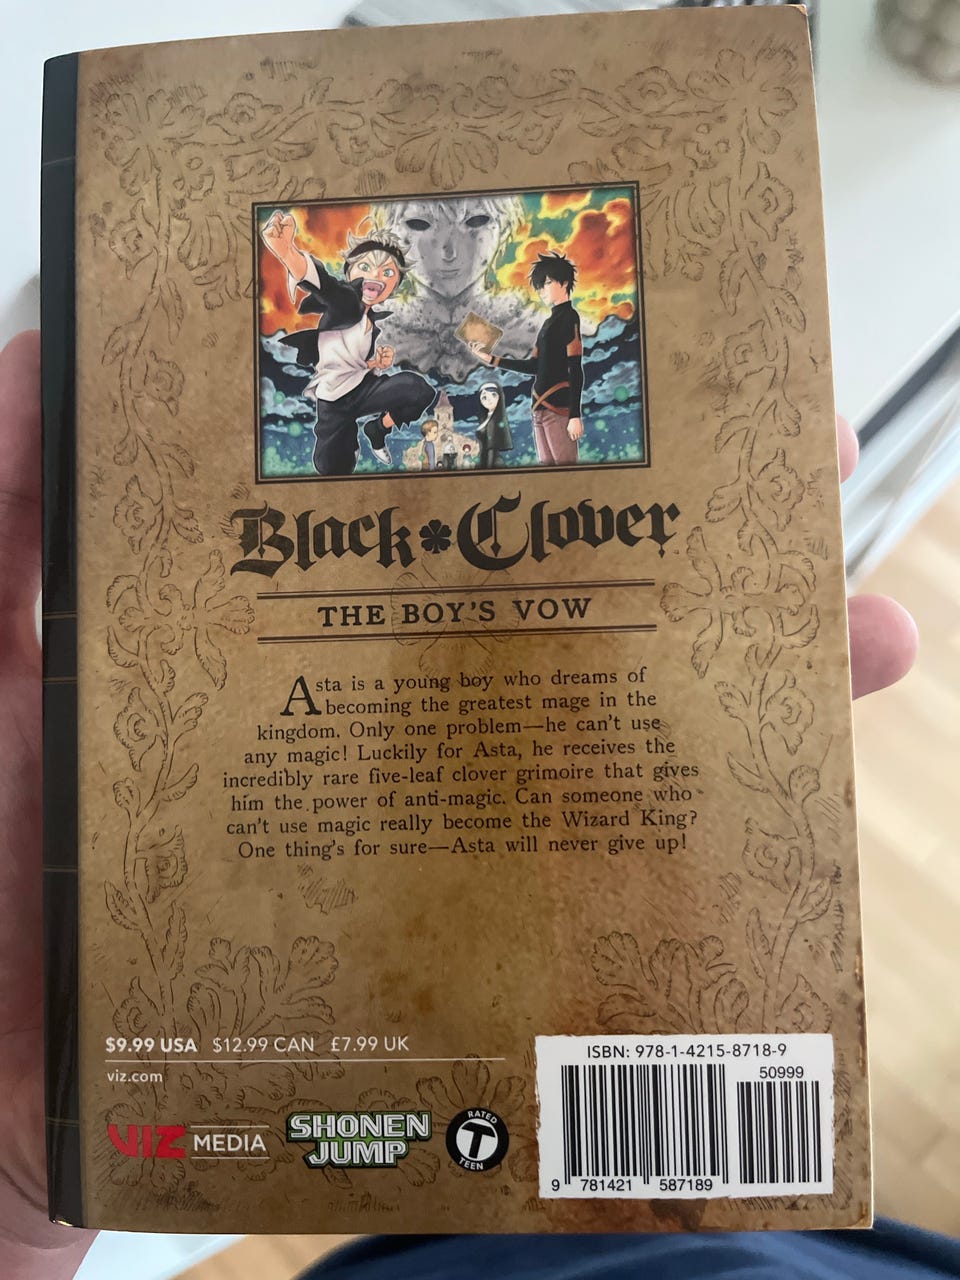 Black Clover
THE BOY'S VOW
Asta is a young boy who dreams of
becoming the greatest mage in the
kingdom. Only one problem—he can't use
any magic! Luckily for Asta, he receives the
incredibly rare five-leaf clover grimoire that gives
him the power of anti-magic. Can someone who
can't use magic really become the Wizard King?
One thing's for sure—Asta will never give up!
$9.99 USA $12.99 CAN £7.99 UK
viz.com
VIZ MEDIA
SHONEN
JUMP
RATED
T
TEEN
ISBN: 978-1-4215-8718-9
50999
9 781421 587189